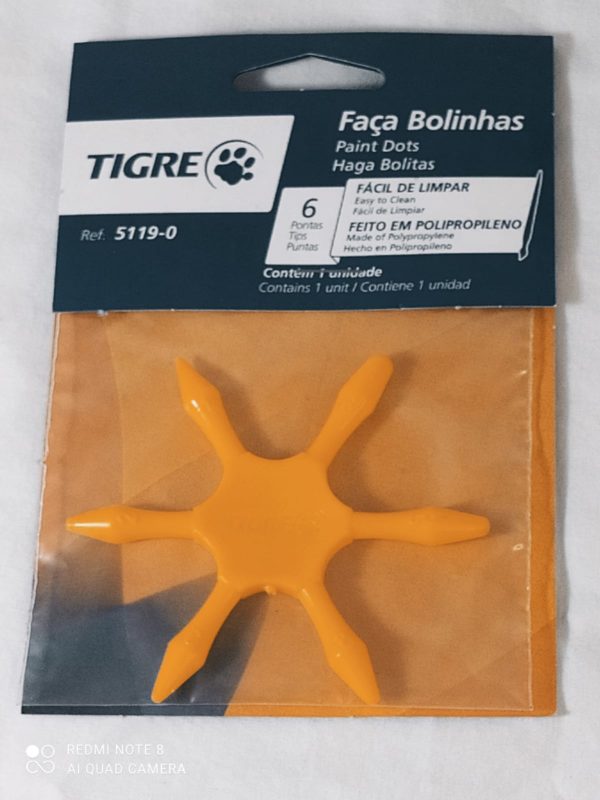 TIGRE
Ref. 5119-0
Faça Bolinhas
Paint Dots
Haga Bolitas
6
Pontas
Tips
Puntas
FÁCIL DE LIMPAR
Easy to Clean
Fácil de Limpiar
FEITO EM POLIPROPILENO
Made of Polypropylene
Hecho en Polipropileno
Contém 1 unidade
Contains 1 unit / Contiene 1 unidad
REDMI NOTE 8
AI QUAD CAMERA